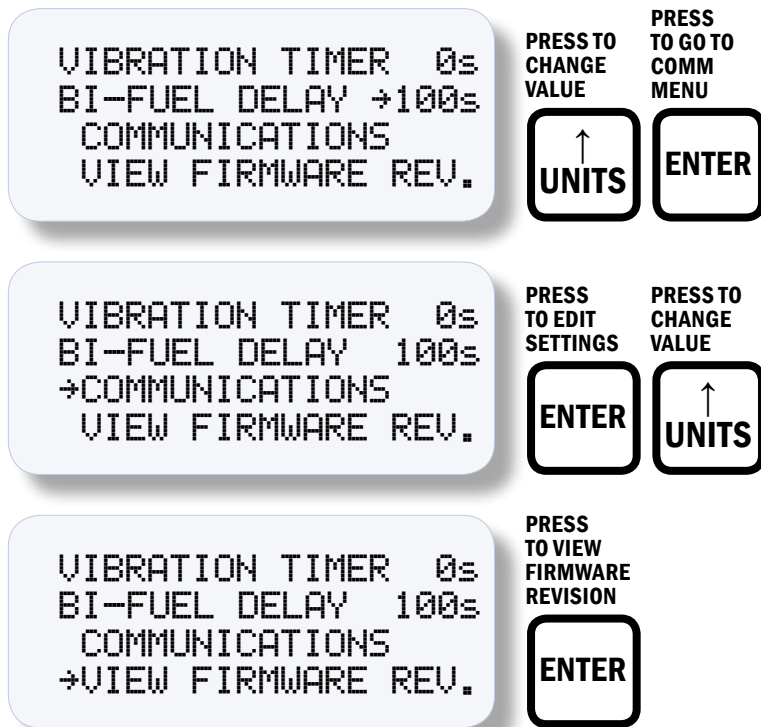 VIBRATION TIMER 0s
BI-FUEL DELAY →100s
COMMUNICATIONS
VIEW FIRMWARE REV.
PRESS TO
CHANGE
VALUE
↑
UNITS
PRESS
TO GO TO
COMM
MENU
ENTER
VIBRATION TIMER 0s
BI-FUEL DELAY 100s
→COMMUNICATIONS
VIEW FIRMWARE REV.
PRESS
TO EDIT
SETTINGS
ENTER
PRESS TO
CHANGE
VALUE
↑
UNITS
VIBRATION TIMER 0s
BI-FUEL DELAY 100s
COMMUNICATIONS
→VIEW FIRMWARE REV.
PRESS
TO VIEW
FIRMWARE
REVISION
ENTER